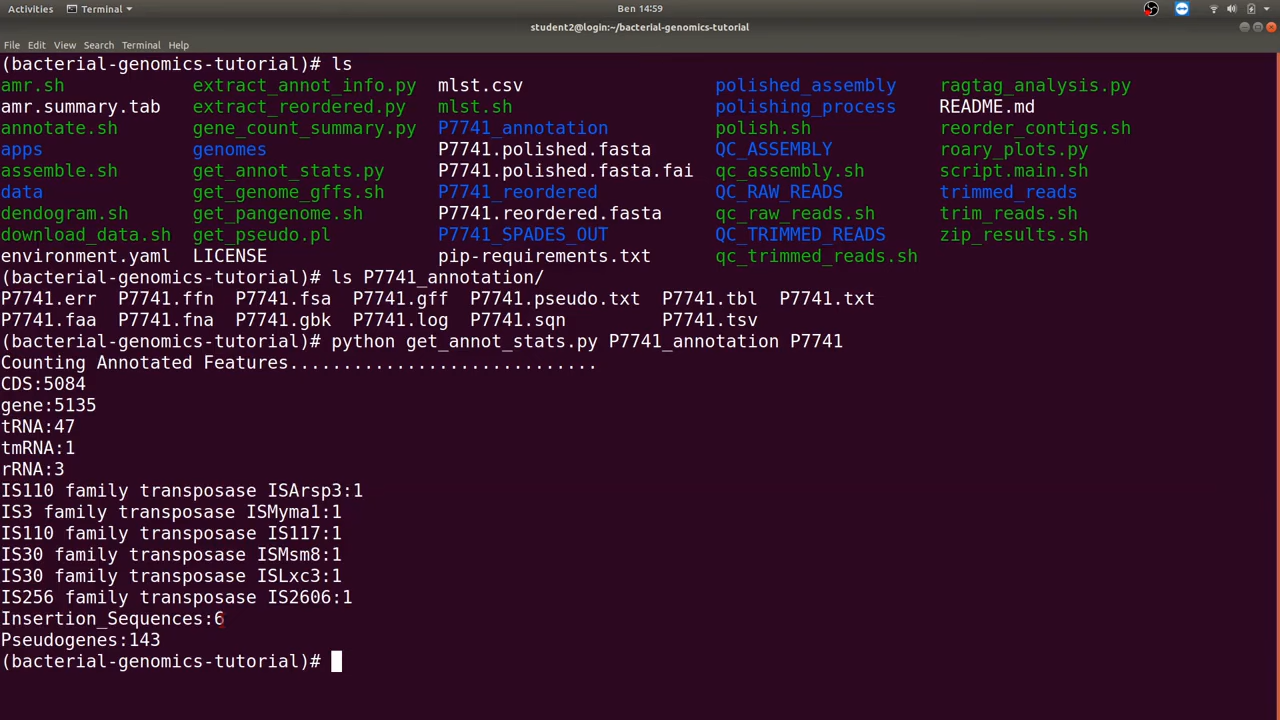 Activities Terminal Ben 14:59
student2@login:~/bacterial-genomics-tutorial
File Edit View Search Terminal Help
(bacterial-genomics-tutorial)# ls
amr.sh extract_annot_info.py mlst.csv polished_assembly ragtag_analysis.py
amr.summary.tab extract_reordered.py mlst.sh polishing_process README.md
annotate.sh gene_count_summary.py P7741_annotation polish.sh reorder_contigs.sh
apps genomes P7741.polished.fasta QC_ASSEMBLY roary_plots.py
assemble.sh get_annot_stats.py P7741.polished.fasta.fai qc_assembly.sh script.main.sh
data get_genome_gffs.sh P7741_reordered QC_RAW_READS trimmed_reads
dendogram.sh get_pangenome.sh P7741.reordered.fasta qc_raw_reads.sh trim_reads.sh
download_data.sh get_pseudo.pl P7741_SPADES_OUT QC_TRIMMED_READS zip_results.sh
environment.yaml LICENSE pip-requirements.txt qc_trimmed_reads.sh
(bacterial-genomics-tutorial)# ls P7741_annotation/
P7741.err P7741.ffn P7741.fsa P7741.gff P7741.pseudo.txt P7741.tbl P7741.txt
P7741.faa P7741.fna P7741.gbk P7741.log P7741.sqn P7741.tsv
(bacterial-genomics-tutorial)# python get_annot_stats.py P7741_annotation P7741
Counting Annotated Features.............................
CDS:5084
gene:5135
tRNA:47
tmRNA:1
rRNA:3
IS110 family transposase ISArsp3:1
IS3 family transposase ISMyma1:1
IS110 family transposase IS117:1
IS30 family transposase ISMsm8:1
IS30 family transposase ISLxc3:1
IS256 family transposase IS2606:1
Insertion_Sequences:6
Pseudogenes:143
(bacterial-genomics-tutorial)#